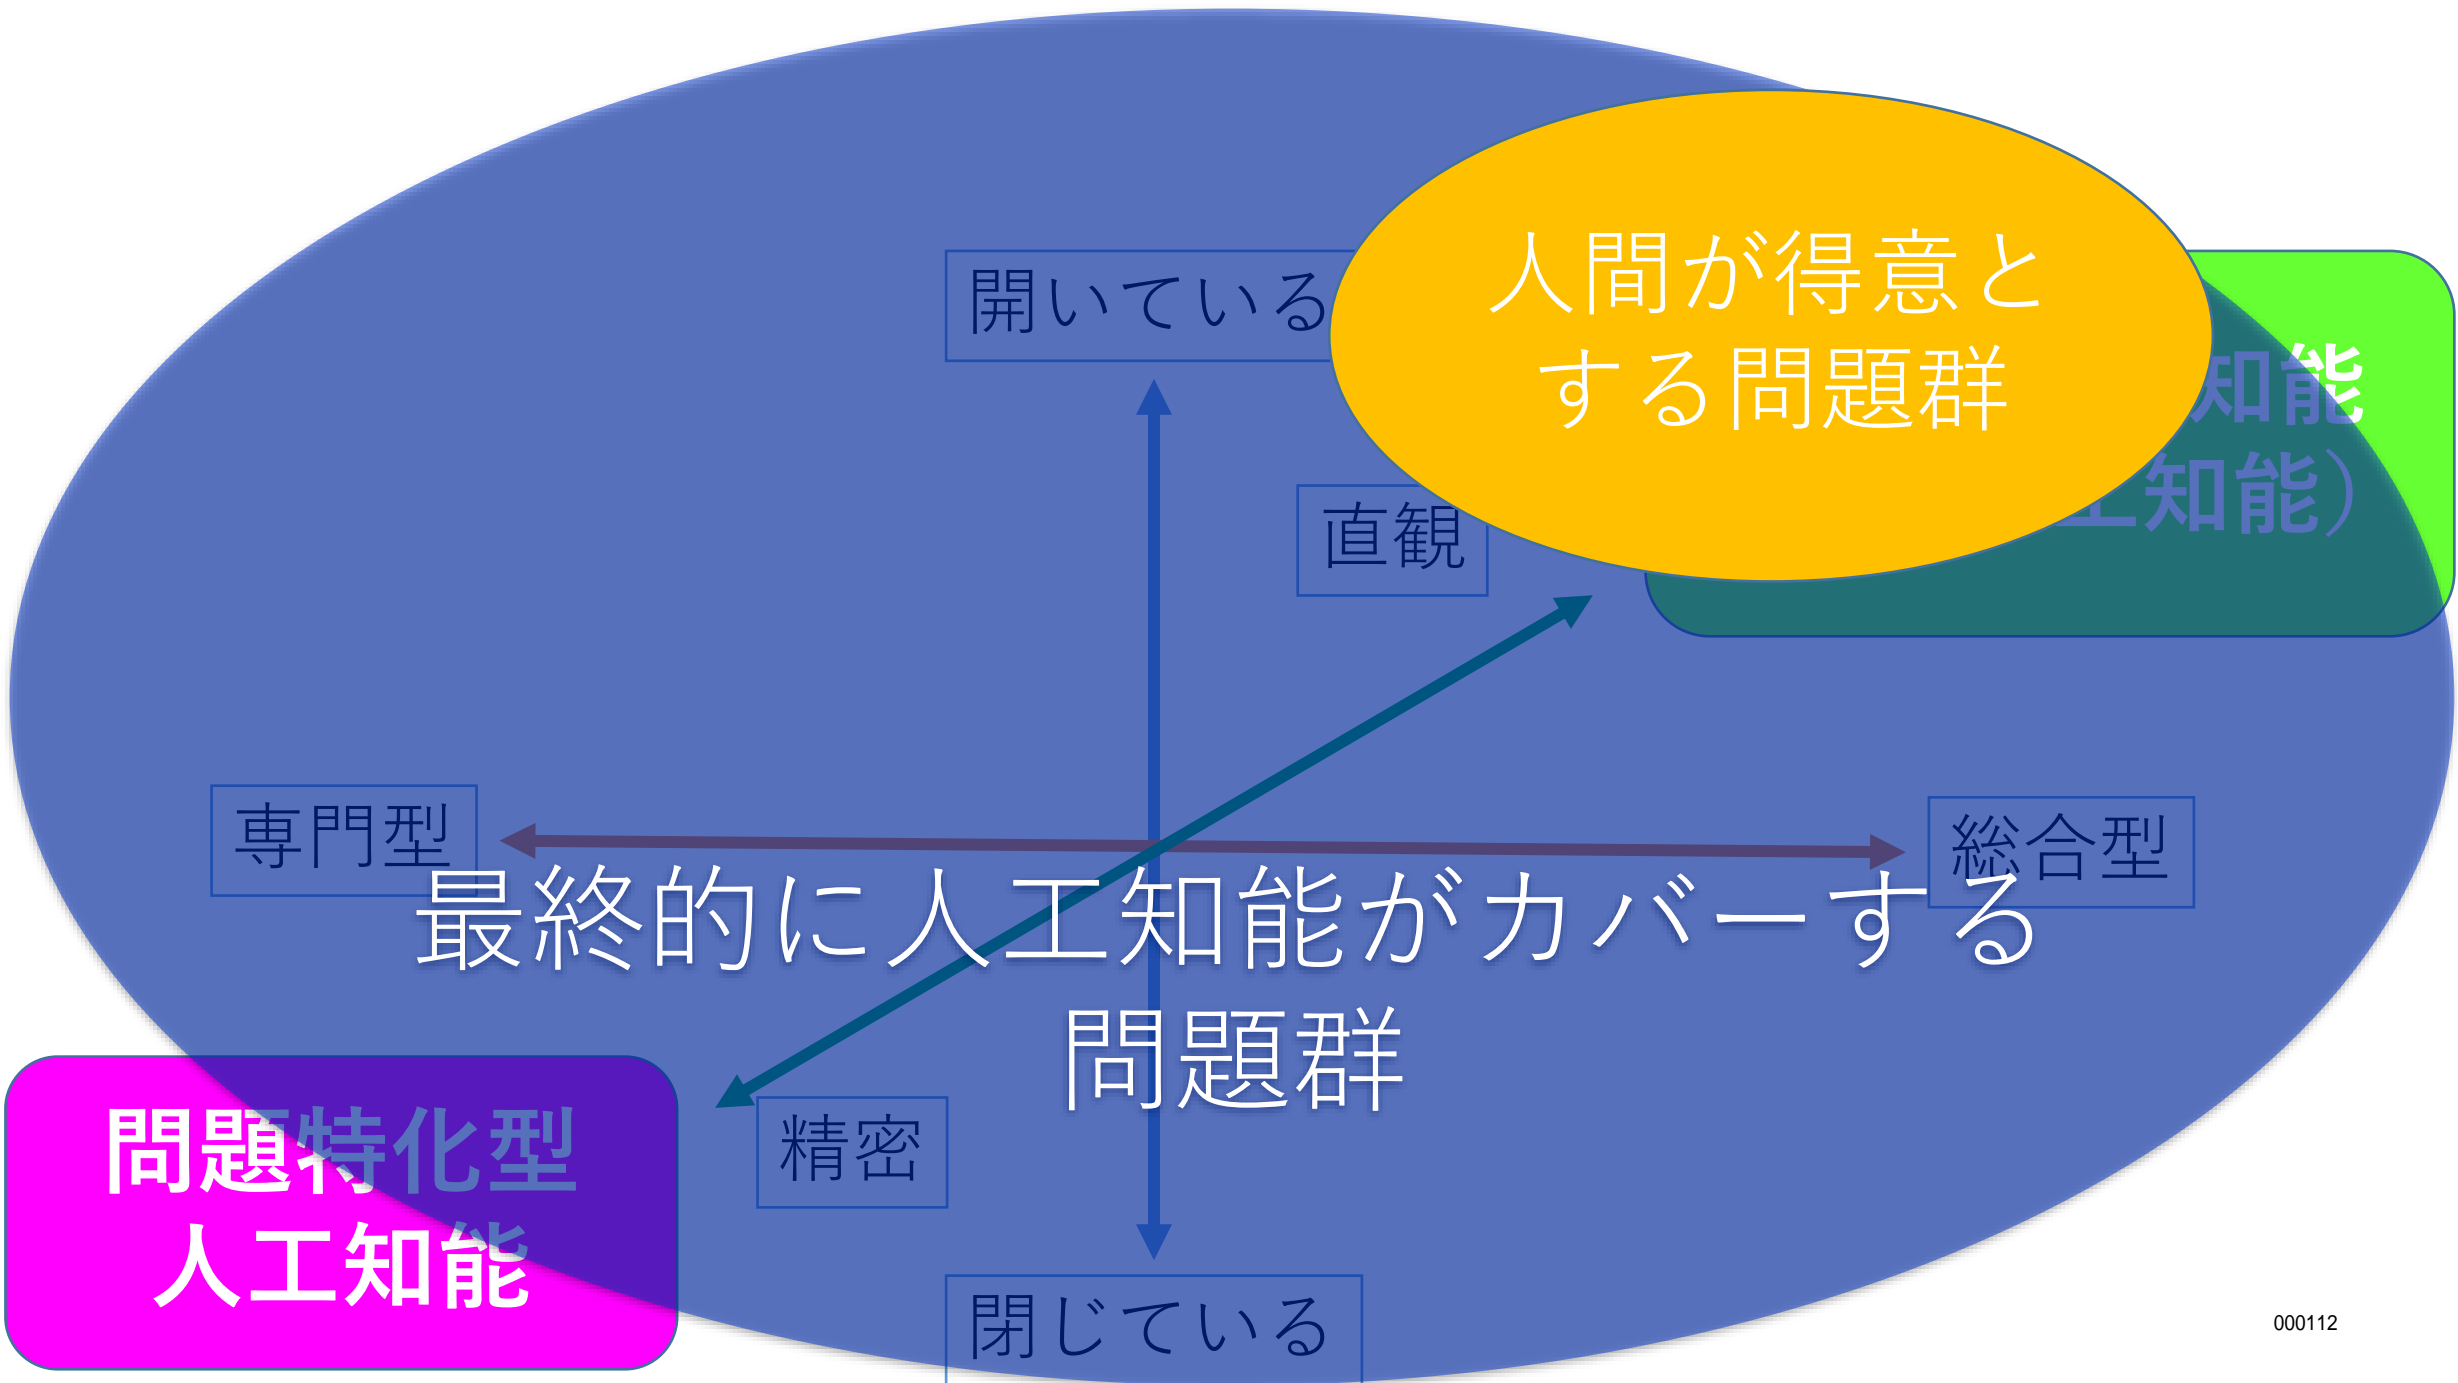 人間が得意と
する問題群
開いている
知能
工知能）
直観
専門型
総合型
最終的に人工知能がカバーする
問題群
精密
問題特化型
人工知能
閉じている
000112